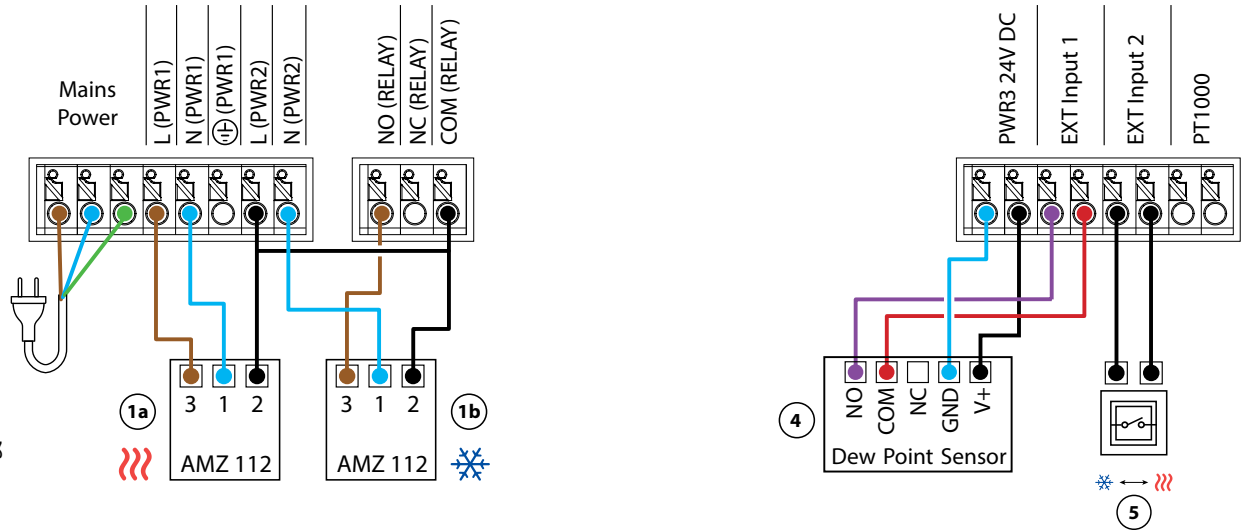 Mains
Power
L (PWR1)
N (PWR1)
(PWR1)
L (PWR2)
N (PWR2)
NO (RELAY)
NC (RELAY)
COM (RELAY)
PWR3 24V DC
EXT Input 1
EXT Input 2
PT1000
3 1 2
1a
AMZ 112
3 1 2
1b
AMZ 112
4
NO
COM
NC
GND
V+
Dew Point Sensor
5